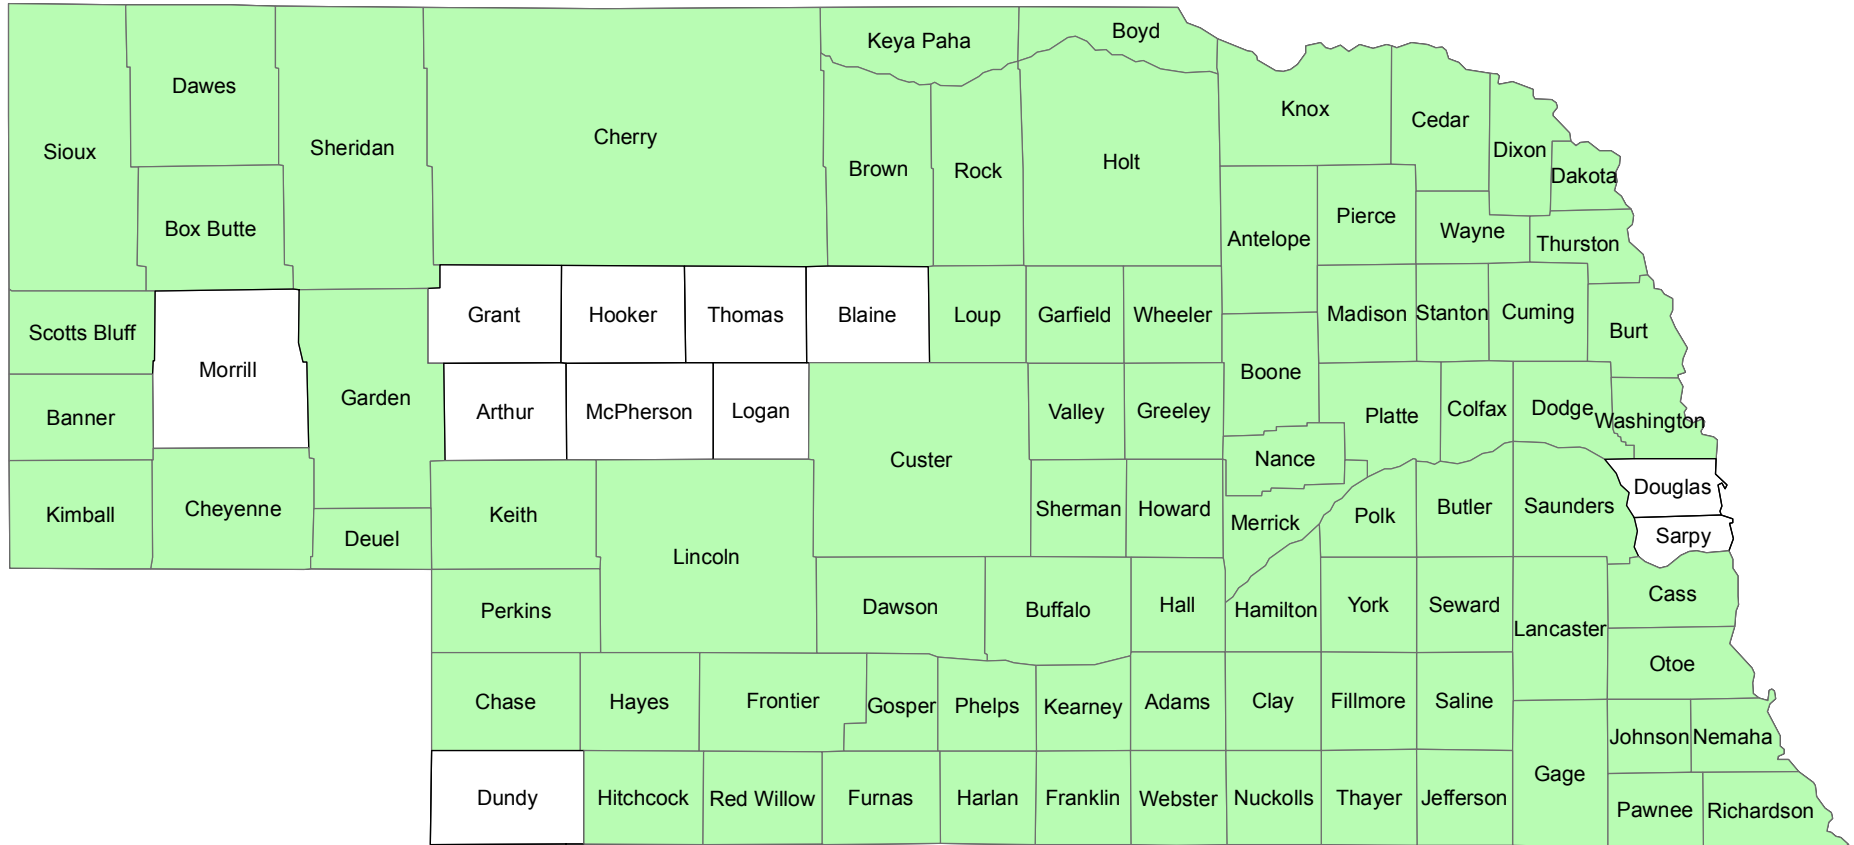 Keya Paha
Boyd
Dawes
Knox
Cedar
Sioux
Sheridan
Cherry
Dixon
Brown
Rock
Holt
Dakota
Box Butte
Pierce
Wayne
Antelope
Thurston
Grant
Hooker
Thomas
Blaine
Loup
Garfield
Wheeler
Madison
Stanton
Cuming
Scotts Bluff
Burt
Morrill
Boone
Garden
Arthur
McPherson
Logan
Valley
Greeley
Platte
Colfax
Dodge
Banner
Washington
Custer
Nance
Douglas
Kimball
Cheyenne
Keith
Sherman
Howard
Merrick
Polk
Butler
Saunders
Deuel
Sarpy
Lincoln
Perkins
Dawson
Buffalo
Hall
Hamilton
York
Seward
Cass
Lancaster
Otoe
Chase
Hayes
Frontier
Gosper
Phelps
Kearney
Adams
Clay
Fillmore
Saline
Johnson
Nemaha
Gage
Dundy
Hitchcock
Red Willow
Furnas
Harlan
Franklin
Webster
Nuckolls
Thayer
Jefferson
Pawnee
Richardson